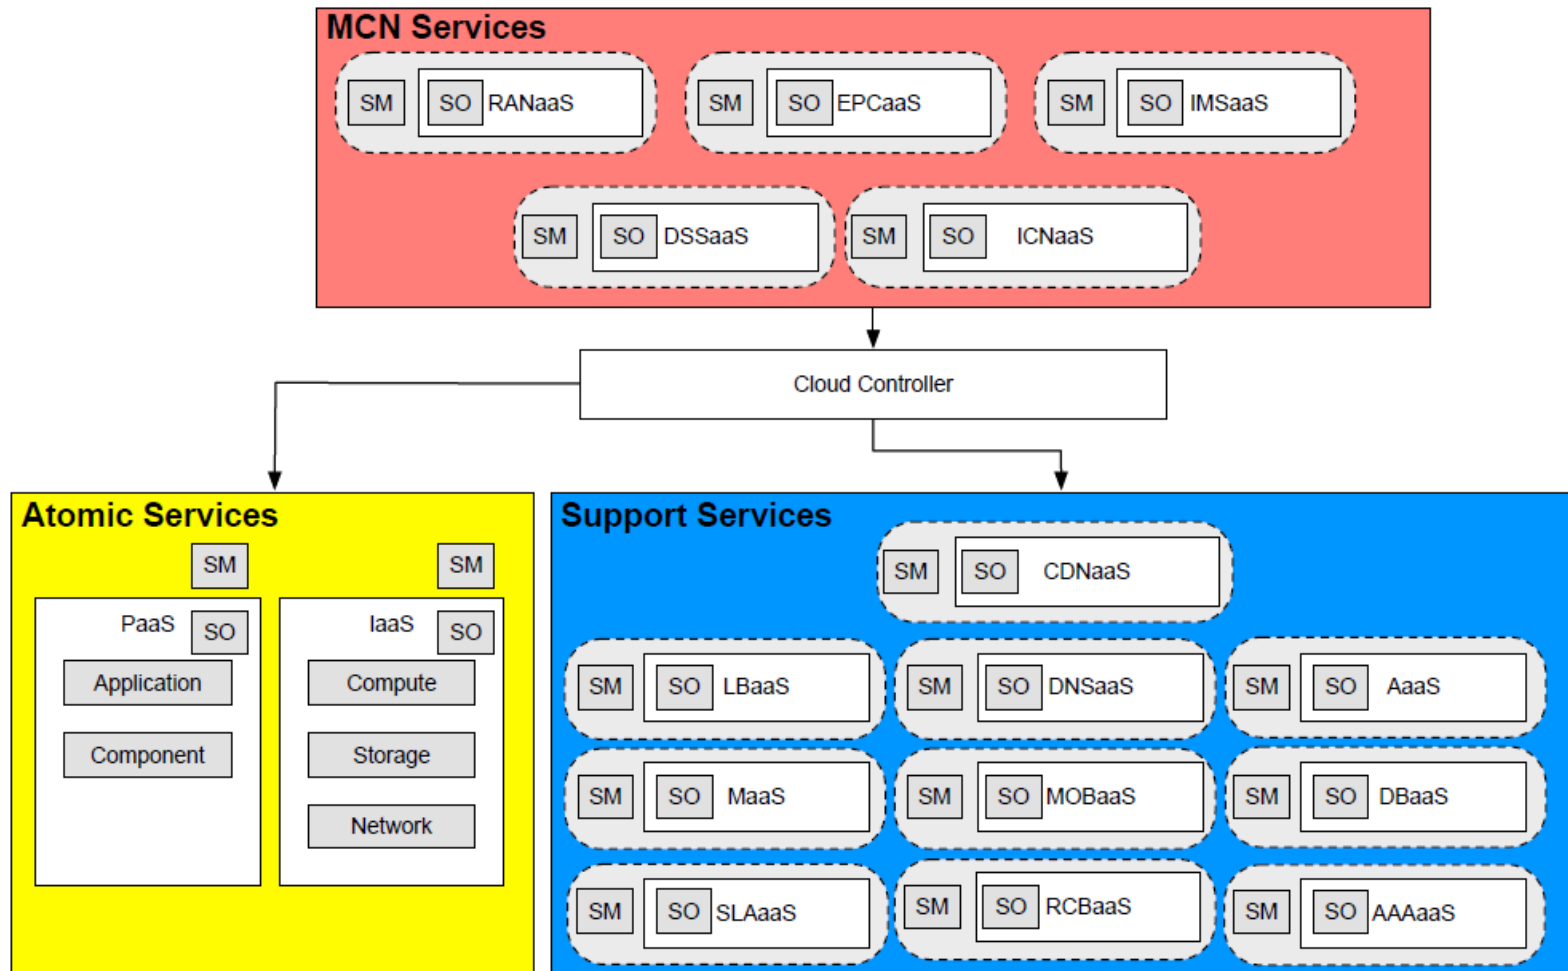 MCN Services
SM SO RANaaS SM SO EPCaaS SM SO IMSaaS
SM SO DSSaaS SM SO ICNaaS
Cloud Controller
Atomic Services
SM SM
PaaS SO IaaS SO
Application Compute
Component Storage
Network
Support Services
SM SO CDNaaS
SM SO LBaaS SM SO DNSaaS SM SO AaaS
SM SO MaaS SM SO MOBaaS SM SO DBaaS
SM SO SLAaaS SM SO RCBaaS SM SO AAAaaS